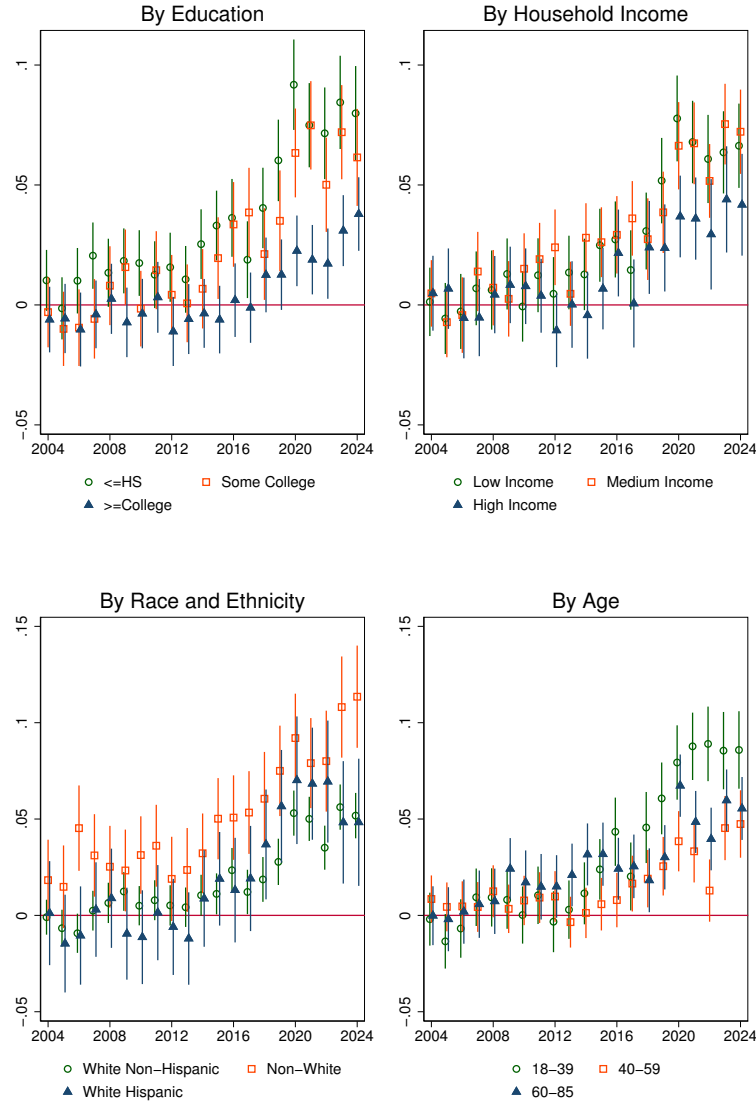 By Education
By Household Income
.1
.05
0
-.05
2004 2008 2012 2016 2020 2024
<=HS
Some College
>=College
.1
.05
0
-.05
2004 2008 2012 2016 2020 2024
Low Income
Medium Income
High Income
By Race and Ethnicity
By Age
.15
.1
.05
0
-.05
2004 2008 2012 2016 2020 2024
White Non-Hispanic
Non-White
White Hispanic
.15
.1
.05
0
-.05
2004 2008 2012 2016 2020 2024
18-39
40-59
60-85